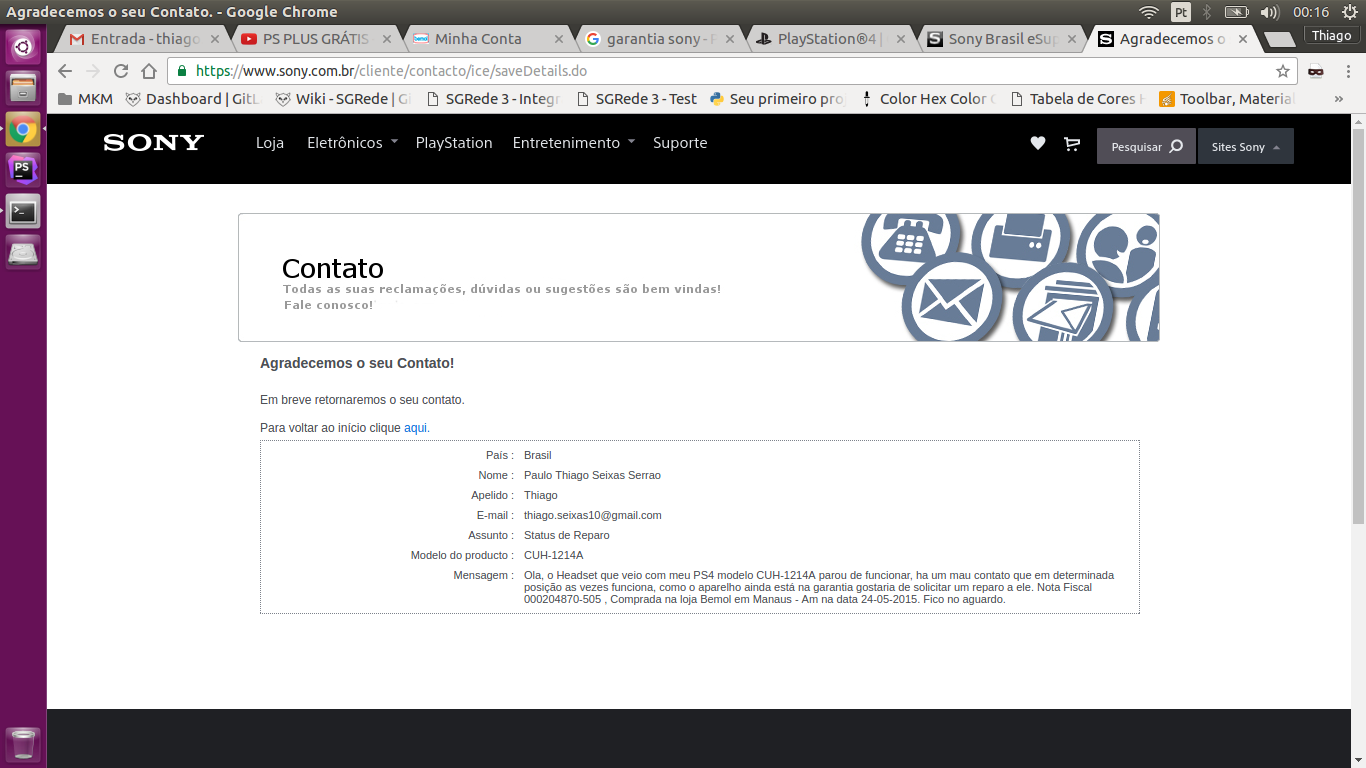 Agradecemos o seu Contato. - Google Chrome
Pt
00:16
Entrada - thiago
PS PLUS GRÁTIS
Minha Conta
garantia sony - P
PlayStation®4 |
Sony Brasil eSup
Agradecemos o
Thiago
https://www.sony.com.br/cliente/contacto/ice/saveDetails.do
MKM
Dashboard | GitLa
Wiki - SGRede | Gi
SGRede 3 - Integr
SGRede 3 - Test
Seu primeiro proj
Color Hex Color C
Tabela de Cores H
Toolbar, Material
»
SONY
Loja
Eletrônicos
PlayStation
Entretenimento
Suporte
Pesquisar
Sites Sony
PS
Contato
Todas as suas reclamações, dúvidas ou sugestões são bem vindas!
Fale conosco!
Agradecemos o seu Contato!
Em breve retornaremos o seu contato.
Para voltar ao início clique aqui.
País : Brasil
Nome : Paulo Thiago Seixas Serrao
Apelido : Thiago
E-mail : thiago.seixas10@gmail.com
Assunto : Status de Reparo
Modelo do producto : CUH-1214A
Mensagem : Ola, o Headset que veio com meu PS4 modelo CUH-1214A parou de funcionar, ha um mau contato que em determinada
posição as vezes funciona, como o aparelho ainda está na garantia gostaria de solicitar um reparo a ele. Nota Fiscal
000204870-505 , Comprada na loja Bemol em Manaus - Am na data 24-05-2015. Fico no aguardo.